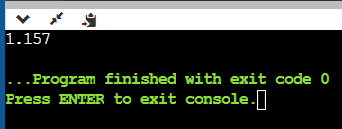 1.157
...Program finished with exit code 0
Press ENTER to exit console.